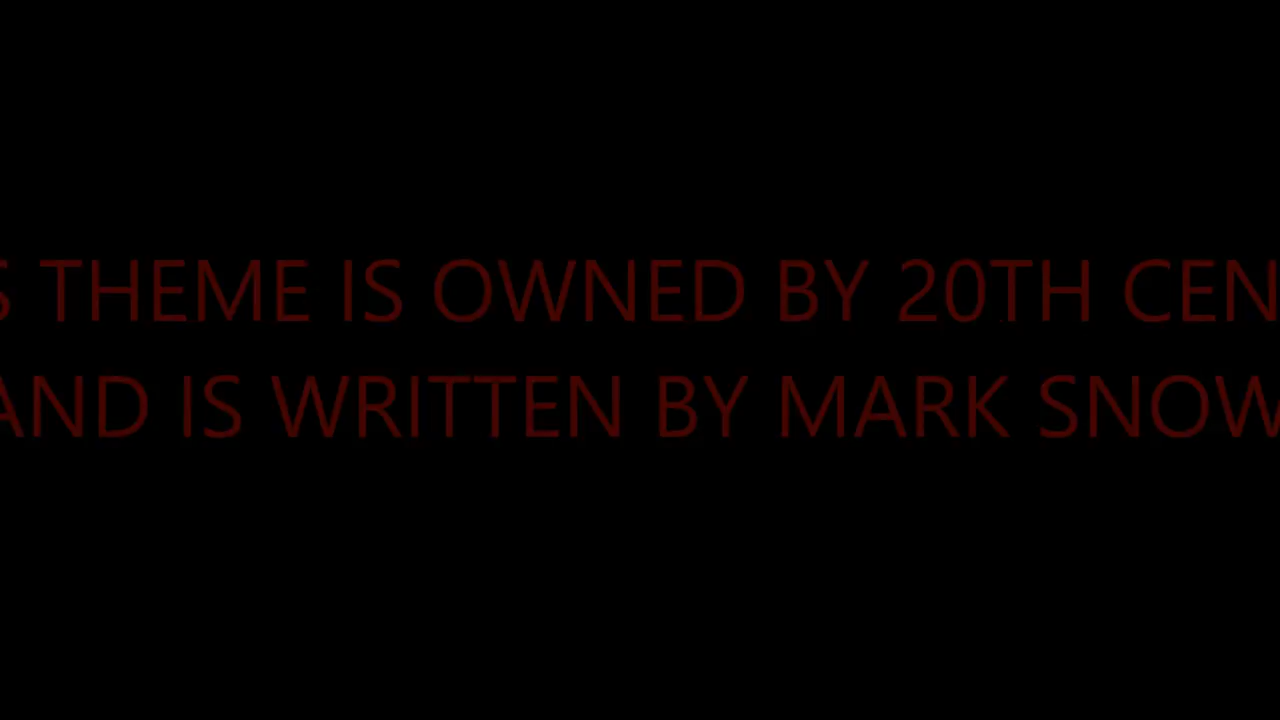 S THEME IS OWNED BY 20TH CEN
AND IS WRITTEN BY MARK SNOW